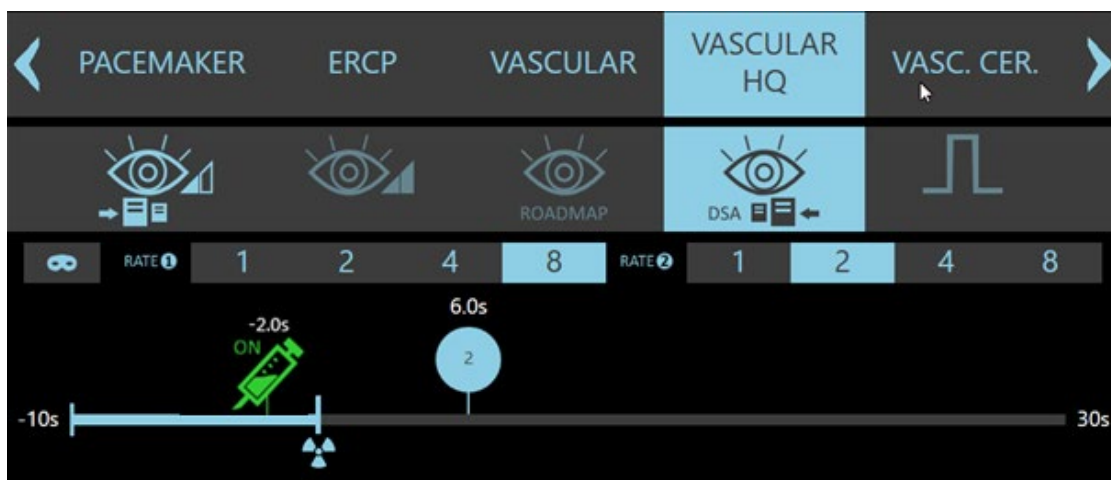 PACEMAKER
ERCP
VASCULAR
VASCULAR
HQ
VASC. CER.
ROADMAP
DSA
RATE 1
1
2
4
8
RATE 2
1
2
4
8
-2.0s
ON
6.0s
2
-10s
30s